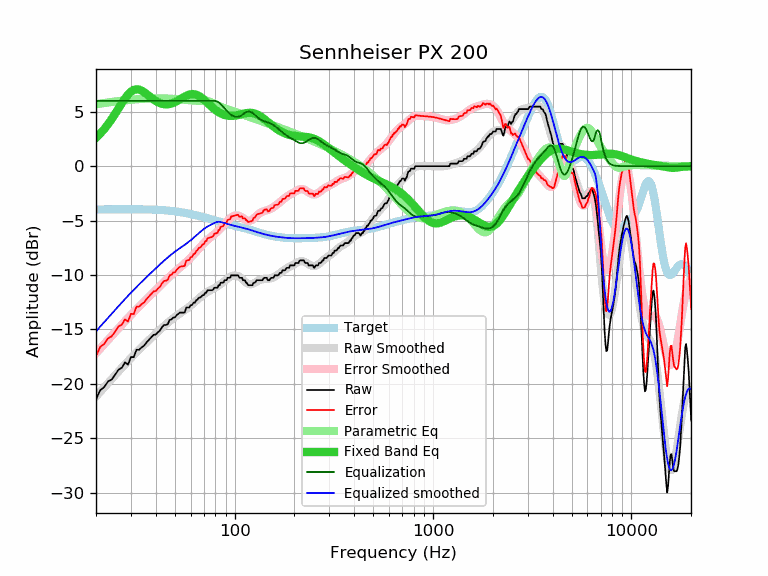 Sennheiser PX 200
5
0
−5
−10
−15
−20
−25
−30
Amplitude (dBr)
Target
Raw Smoothed
Error Smoothed
Raw
Error
Parametric Eq
Fixed Band Eq
Equalization
Equalized smoothed
100
1000
10000
Frequency (Hz)